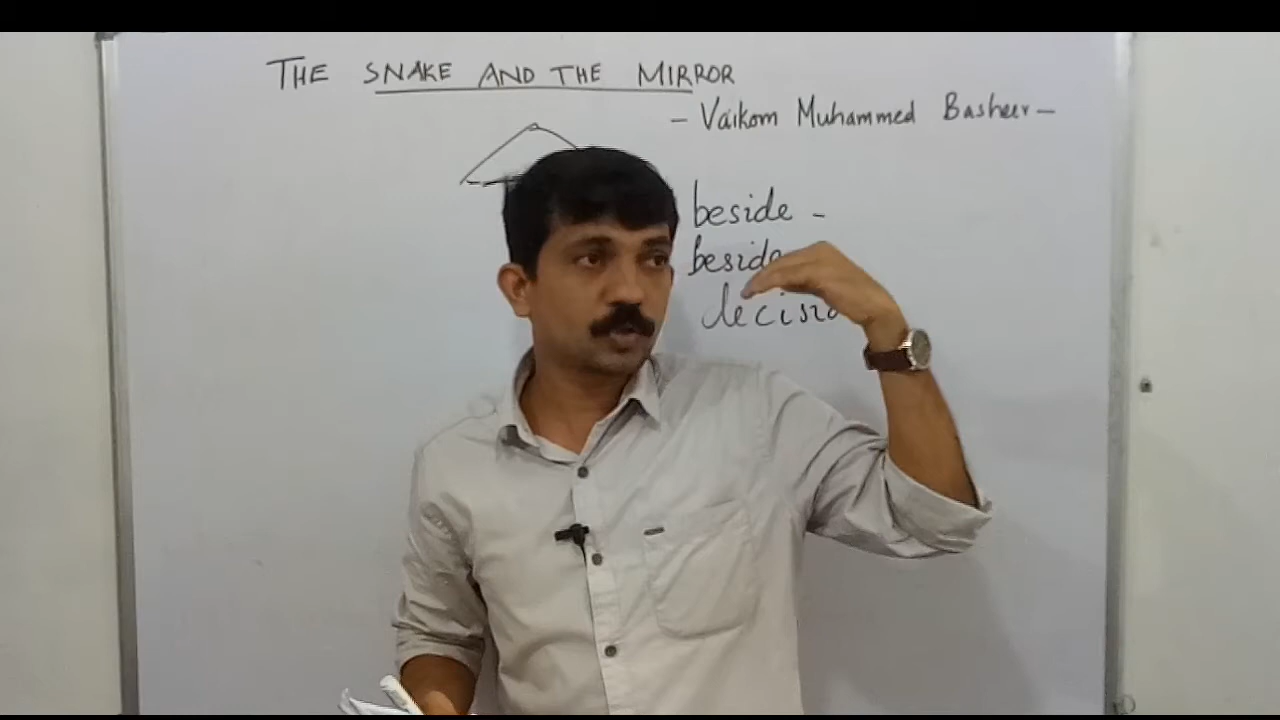 THE SNAKE AND THE MIRROR
- Vaikom Muhammed Basheer -
beside -